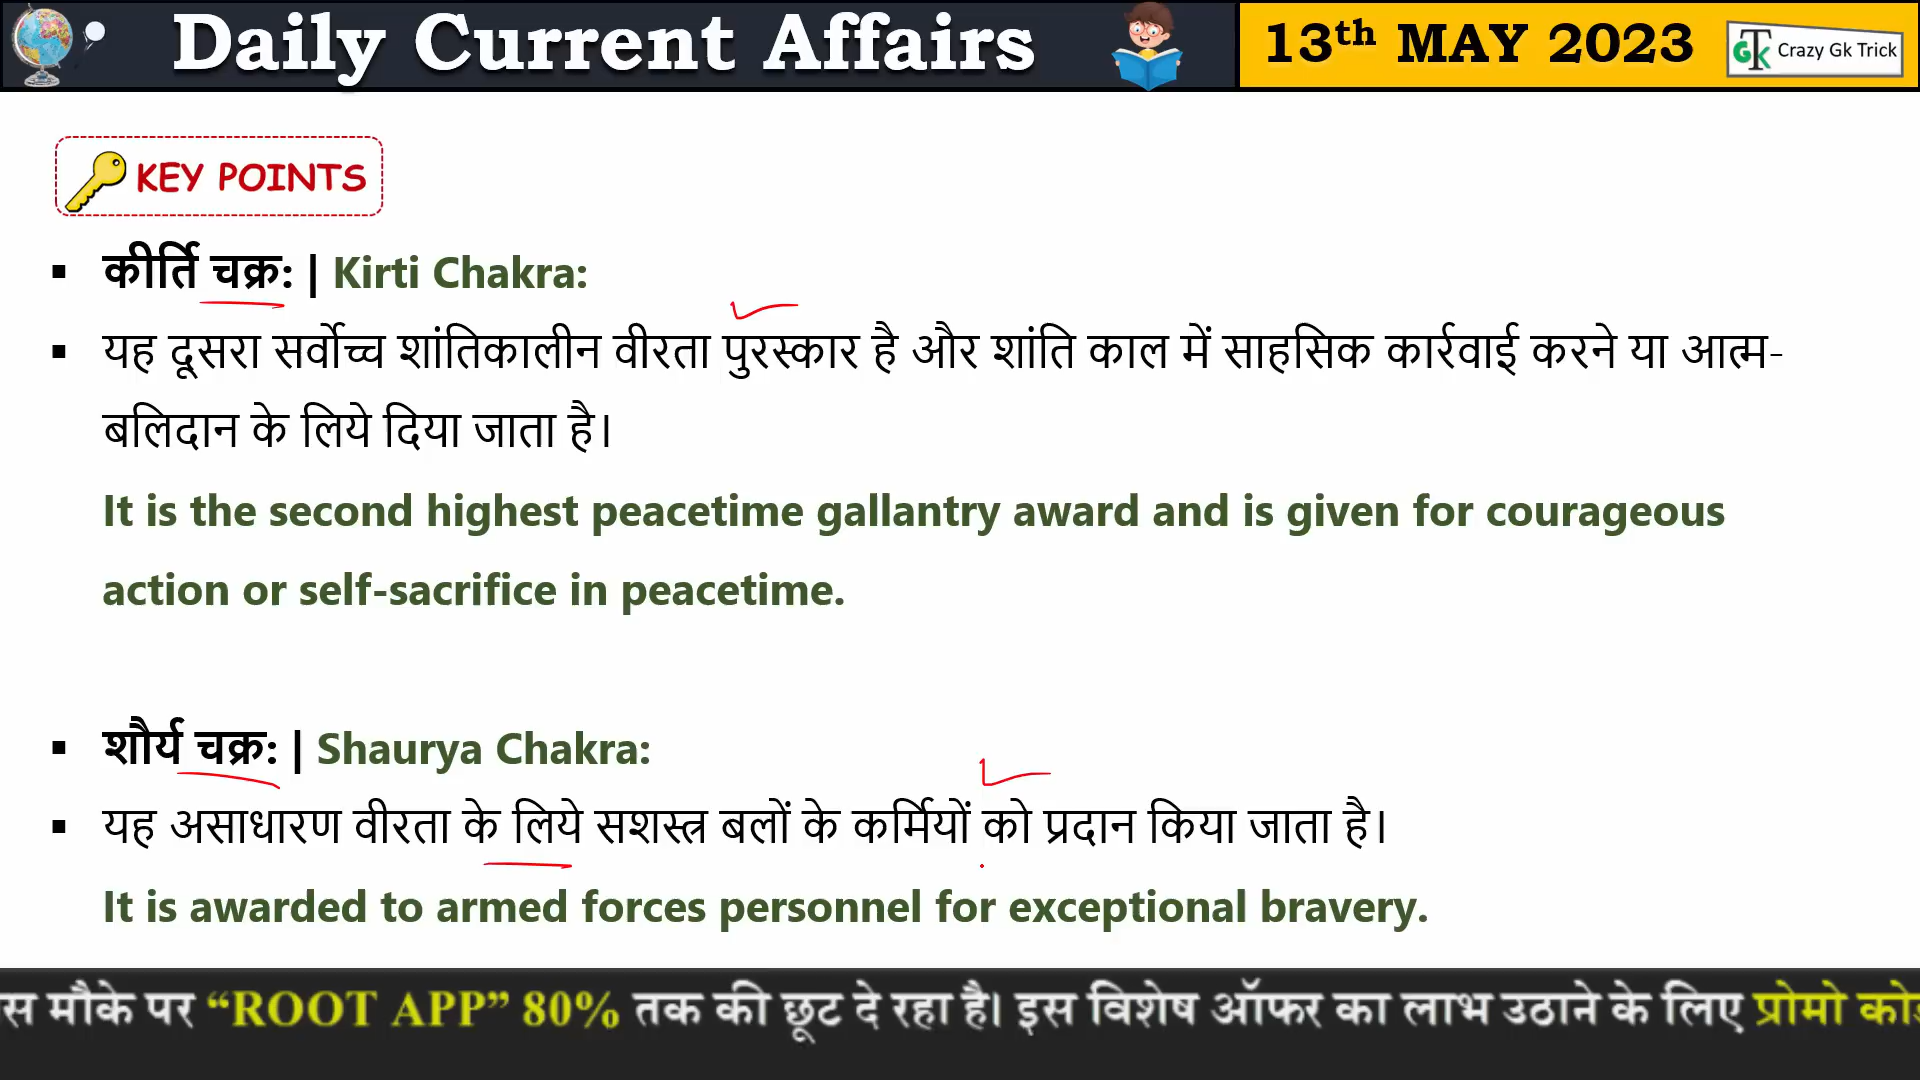 Daily Current Affairs
13th MAY 2023
GTK Crazy Gk Trick
KEY POINTS
▪ कीर्ति चक्र: | Kirti Chakra:
▪ यह दूसरा सर्वोच्च शांतिकालीन वीरता पुरस्कार है और शांति काल में साहसिक कार्रवाई करने या आत्म-
बलिदान के लिये दिया जाता है।
It is the second highest peacetime gallantry award and is given for courageous
action or self-sacrifice in peacetime.
▪ शौर्य चक्र: | Shaurya Chakra:
▪ यह असाधारण वीरता के लिये सशस्त्र बलों के कर्मियों को प्रदान किया जाता है।
It is awarded to armed forces personnel for exceptional bravery.
स मौके पर “ROOT APP” 80% तक की छूट दे रहा है। इस विशेष ऑफर का लाभ उठाने के लिए प्रोमो